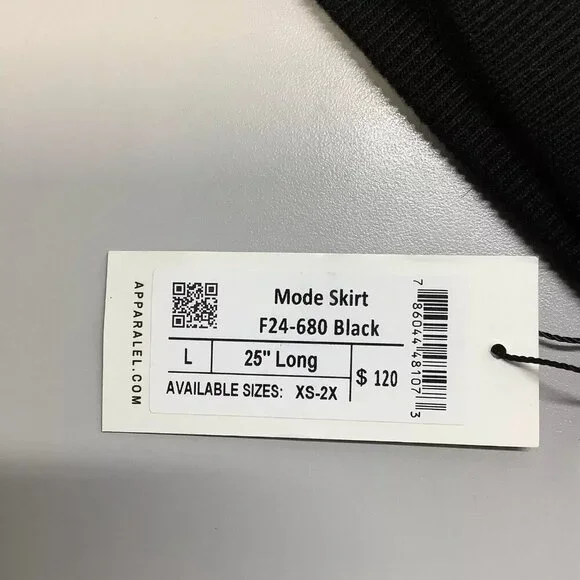 APPARALEL.COM
Mode Skirt
F24-680 Black
L
25" Long
$ 120
AVAILABLE SIZES: XS-2X
7 86044 48107 3